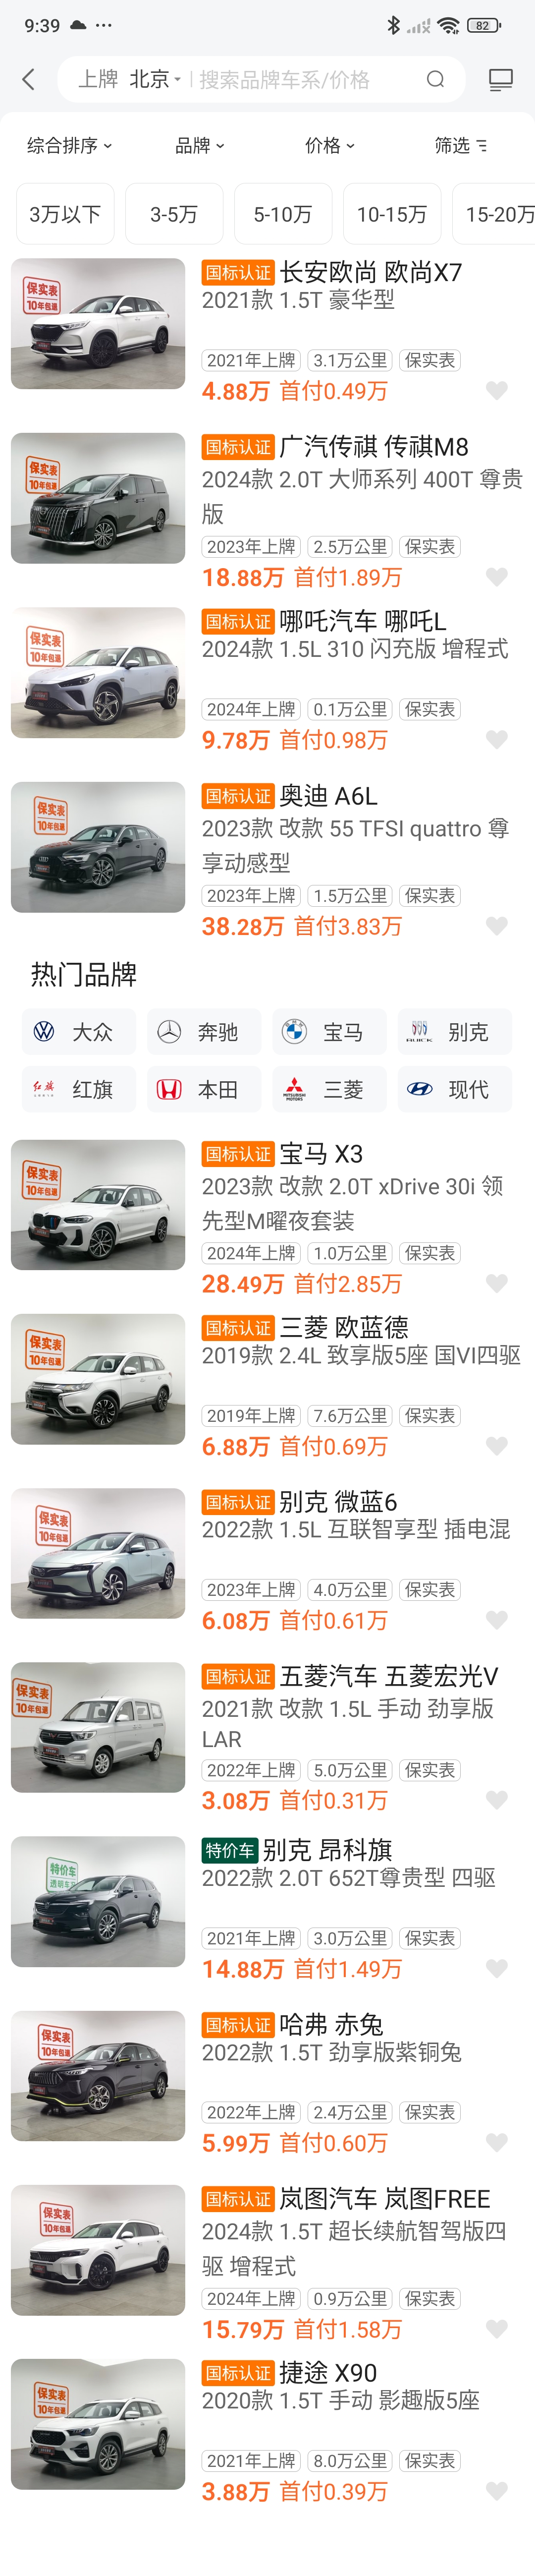 9:39
82
上牌 北京 搜索品牌车系/价格
综合排序 品牌 价格 筛选
3万以下 3-5万 5-10万 10-15万 15-20万
保实表
10年包通
国标认证 长安欧尚 欧尚X7
2021款 1.5T 豪华型
2021年上牌 3.1万公里 保实表
4.88万 首付0.49万
保实表
10年包通
国标认证 广汽传祺 传祺M8
2024款 2.0T 大师系列 400T 尊贵
版
2023年上牌 2.5万公里 保实表
18.88万 首付1.89万
保实表
10年包通
国标认证 哪吒汽车 哪吒L
2024款 1.5L 310 闪充版 增程式
2024年上牌 0.1万公里 保实表
9.78万 首付0.98万
保实表
10年包通
国标认证 奥迪 A6L
2023款 改款 55 TFSI quattro 尊
享动感型
2023年上牌 1.5万公里 保实表
38.28万 首付3.83万
热门品牌
大众 奔驰 宝马 BUICK 别克
红旗 红旗 本田 MITSUBISHI MOTORS 三菱 现代
保实表
10年包通
国标认证 宝马 X3
2023款 改款 2.0T xDrive 30i 领
先型M曜夜套装
2024年上牌 1.0万公里 保实表
28.49万 首付2.85万
保实表
10年包通
国标认证 三菱 欧蓝德
2019款 2.4L 致享版5座 国VI四驱
2019年上牌 7.6万公里 保实表
6.88万 首付0.69万
保实表
10年包通
国标认证 别克 微蓝6
2022款 1.5L 互联智享型 插电混
2023年上牌 4.0万公里 保实表
6.08万 首付0.61万
保实表
10年包通
国标认证 五菱汽车 五菱宏光V
2021款 改款 1.5L 手动 劲享版
LAR
2022年上牌 5.0万公里 保实表
3.08万 首付0.31万
特价车
透明车
特价车 别克 昂科旗
2022款 2.0T 652T尊贵型 四驱
2021年上牌 3.0万公里 保实表
14.88万 首付1.49万
保实表
10年包通
国标认证 哈弗 赤兔
2022款 1.5T 劲享版紫铜兔
2022年上牌 2.4万公里 保实表
5.99万 首付0.60万
保实表
10年包通
国标认证 岚图汽车 岚图FREE
2024款 1.5T 超长续航智驾版四
驱 增程式
2024年上牌 0.9万公里 保实表
15.79万 首付1.58万
保实表
10年包通
国标认证 捷途 X90
2020款 1.5T 手动 影趣版5座
2021年上牌 8.0万公里 保实表
3.88万 首付0.39万